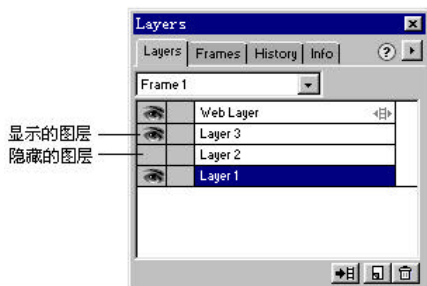 Layers
Layers Frames History Info
Frame 1
Web Layer
显示的图层 Layer 3
隐藏的图层 Layer 2
Layer 1